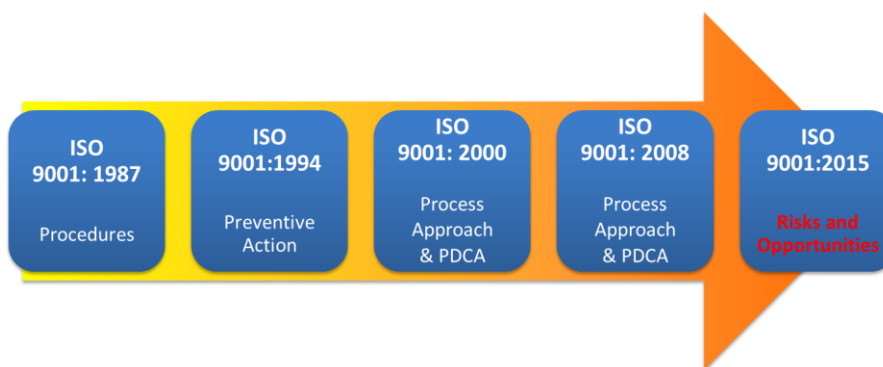 ISO
9001: 1987
Procedures
ISO
9001:1994
Preventive
Action
ISO
9001: 2000
Process
Approach
& PDCA
ISO
9001: 2008
Process
Approach
& PDCA
ISO
9001:2015
Risks and
Opportunities